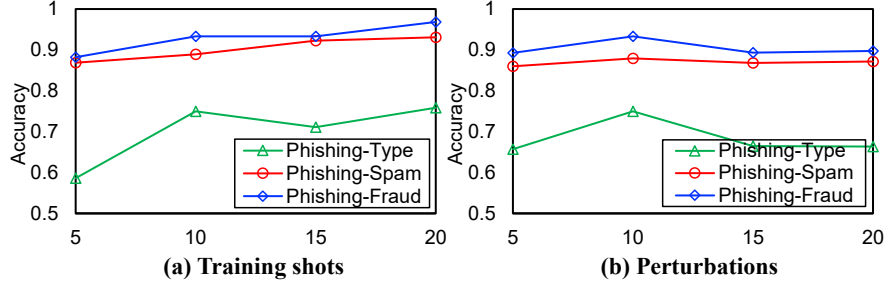 1
0.9
0.8
0.7
0.6
0.5
Accuracy
Phishing-Type
Phishing-Spam
Phishing-Fraud
5 10 15 20
(a) Training shots
1
0.9
0.8
0.7
0.6
0.5
Accuracy
Phishing-Type
Phishing-Spam
Phishing-Fraud
5 10 15 20
(b) Perturbations